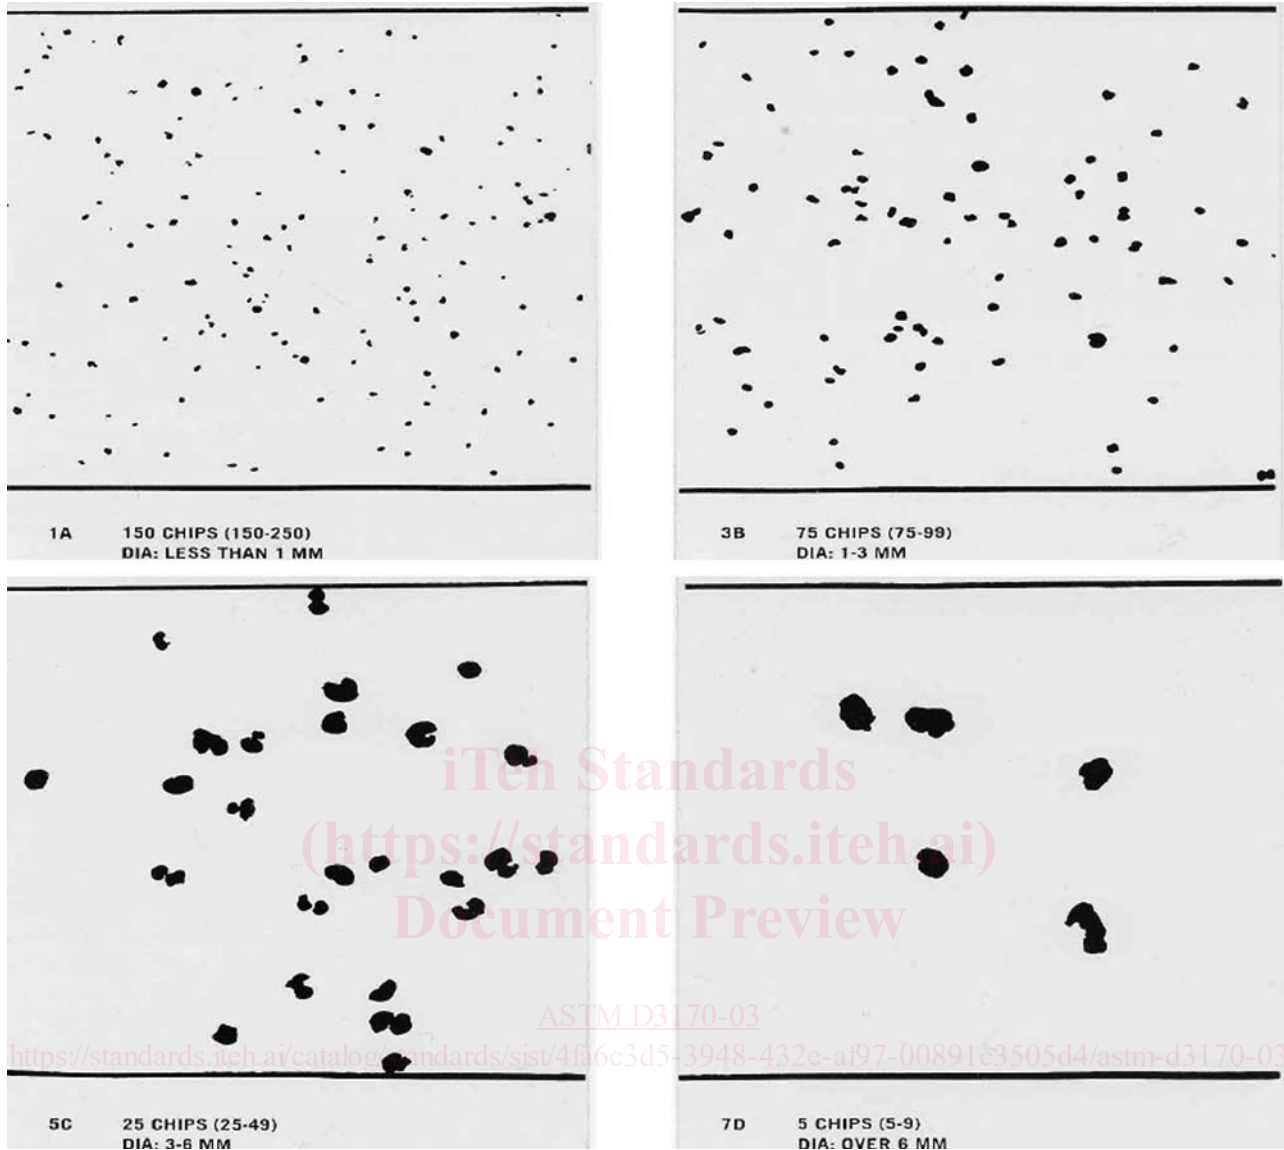 1A 150 CHIPS (150-250)
DIA: LESS THAN 1 MM
3B 75 CHIPS (75-99)
DIA: 1-3 MM
iTeh Standards
(https://standards.iteh.ai)
Document Preview
ASTM D3170-03
https://standards.iteh.ai/catalog/standards/sist/4fa6c3d5-3948-432e-af97-00891c3505d4/astm-d3170-03
5C 25 CHIPS (25-49)
DIA: 3-6 MM
7D 5 CHIPS (5-9)
DIA: OVER 6 MM